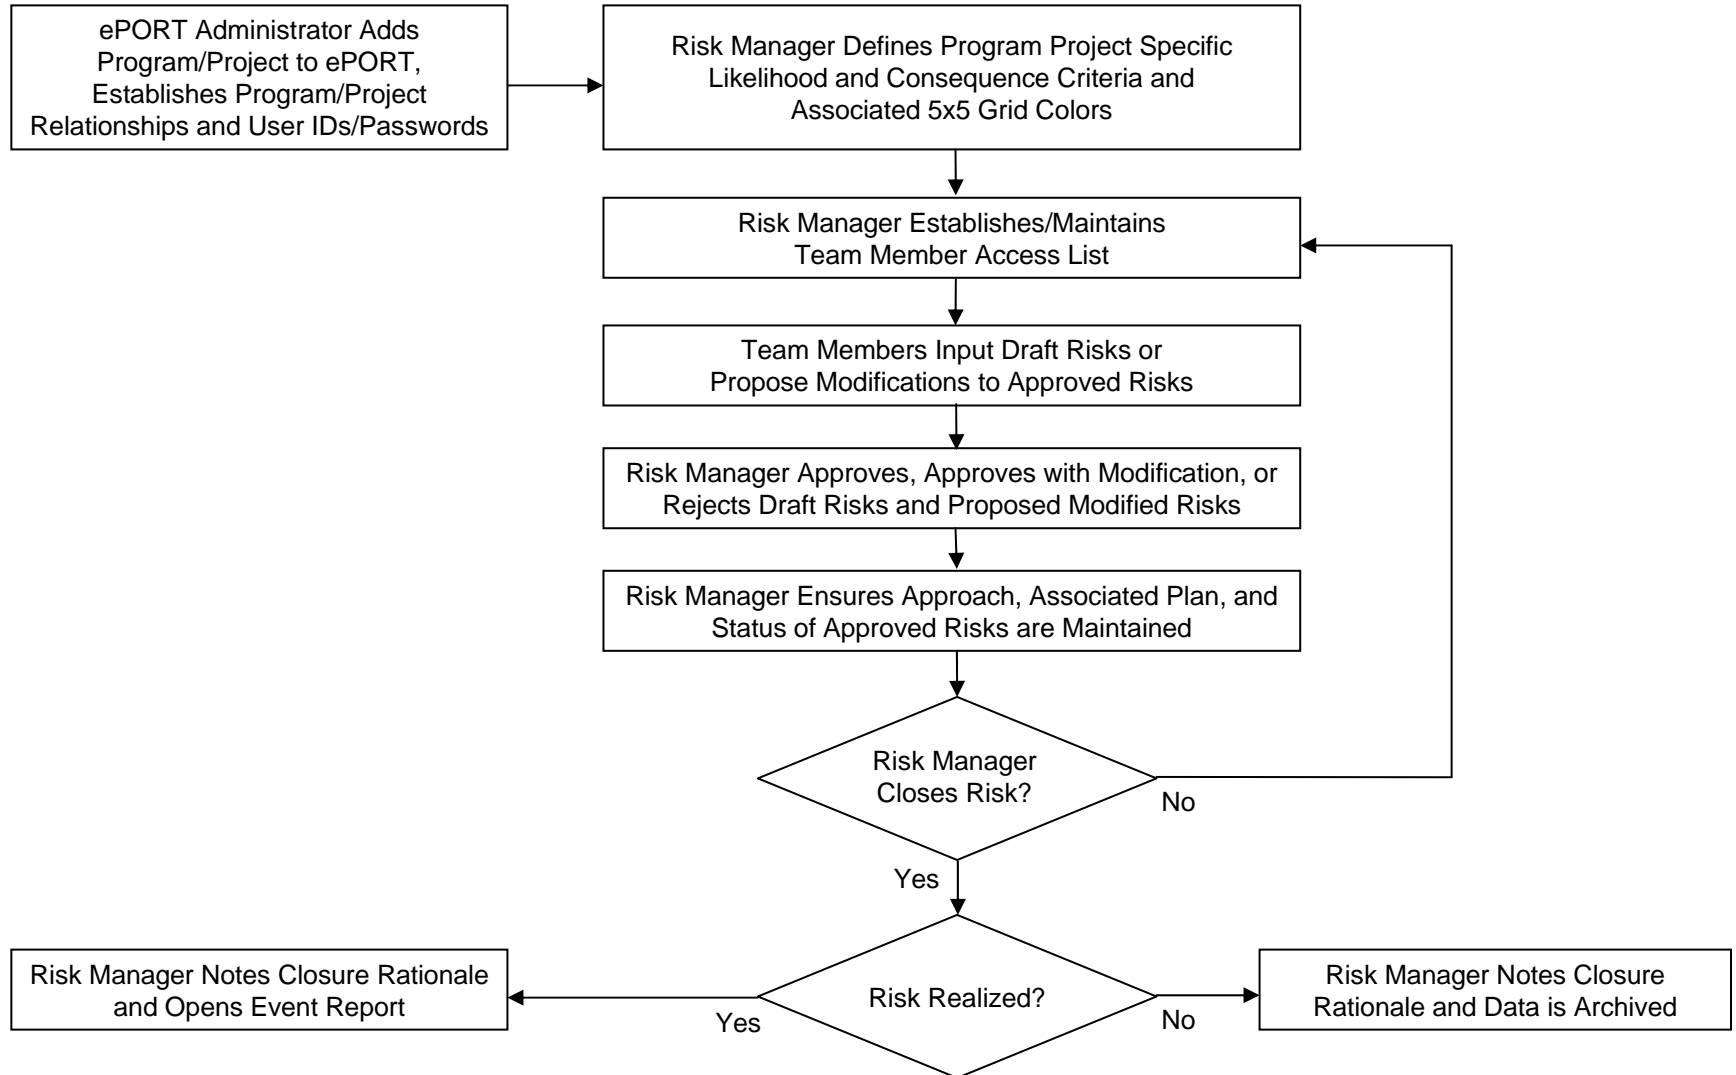 ePORT Administrator Adds
Program/Project to ePORT,
Establishes Program/Project
Relationships and User IDs/Passwords
Risk Manager Defines Program Project Specific
Likelihood and Consequence Criteria and
Associated 5x5 Grid Colors
Risk Manager Establishes/Maintains
Team Member Access List
Team Members Input Draft Risks or
Propose Modifications to Approved Risks
Risk Manager Approves, Approves with Modification, or
Rejects Draft Risks and Proposed Modified Risks
Risk Manager Ensures Approach, Associated Plan, and
Status of Approved Risks are Maintained
Risk Manager
Closes Risk?
No
Yes
Risk Manager Notes Closure Rationale
and Opens Event Report
Yes
Risk Realized?
No
Risk Manager Notes Closure
Rationale and Data is Archived